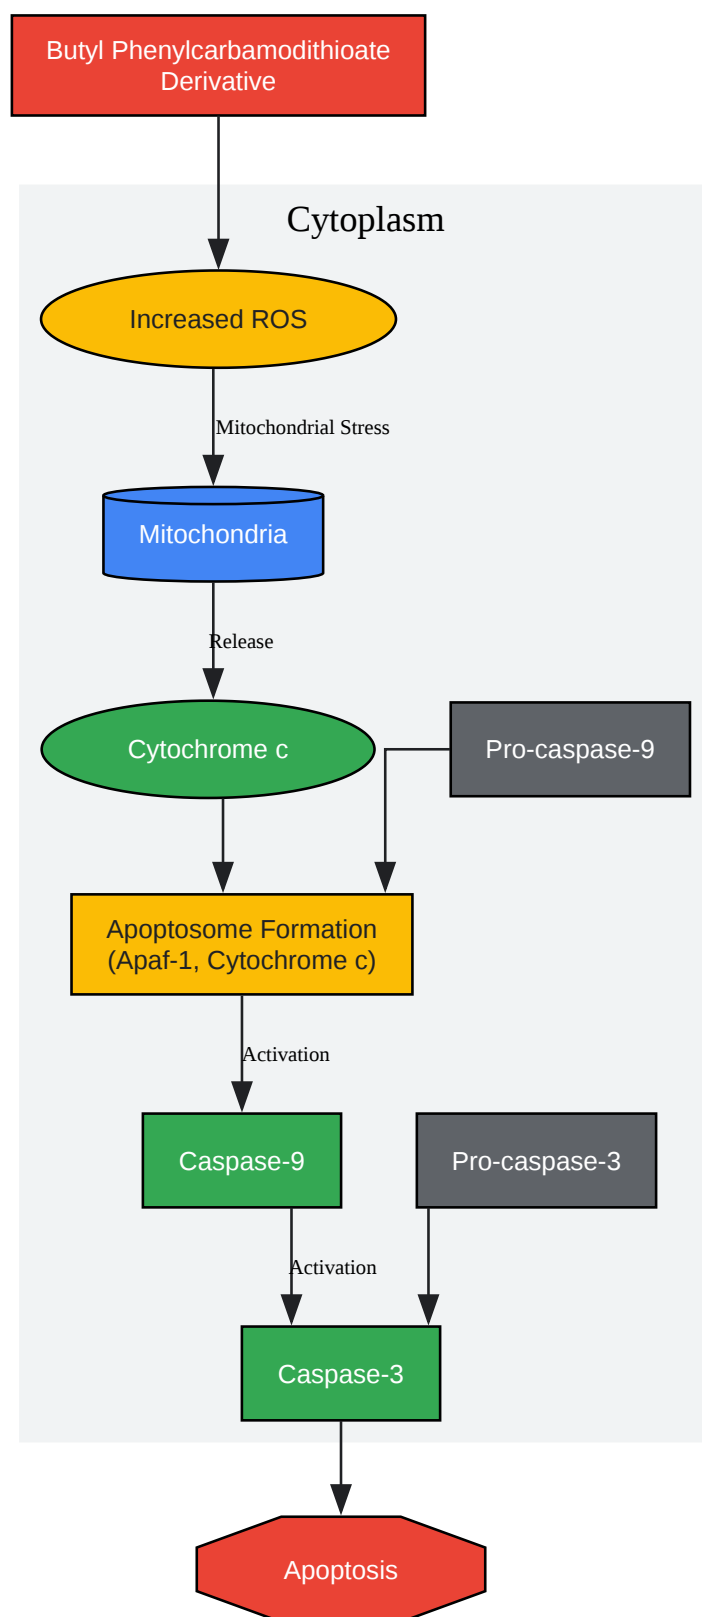 Butyl Phenylcarbamodithioate
Derivative
Cytoplasm
Increased ROS
Mitochondrial Stress
Mitochondria
Release
Cytochrome c
Pro-caspase-9
Apoptosome Formation
(Apaf-1, Cytochrome c)
Activation
Caspase-9
Pro-caspase-3
Activation
Caspase-3
Apoptosis